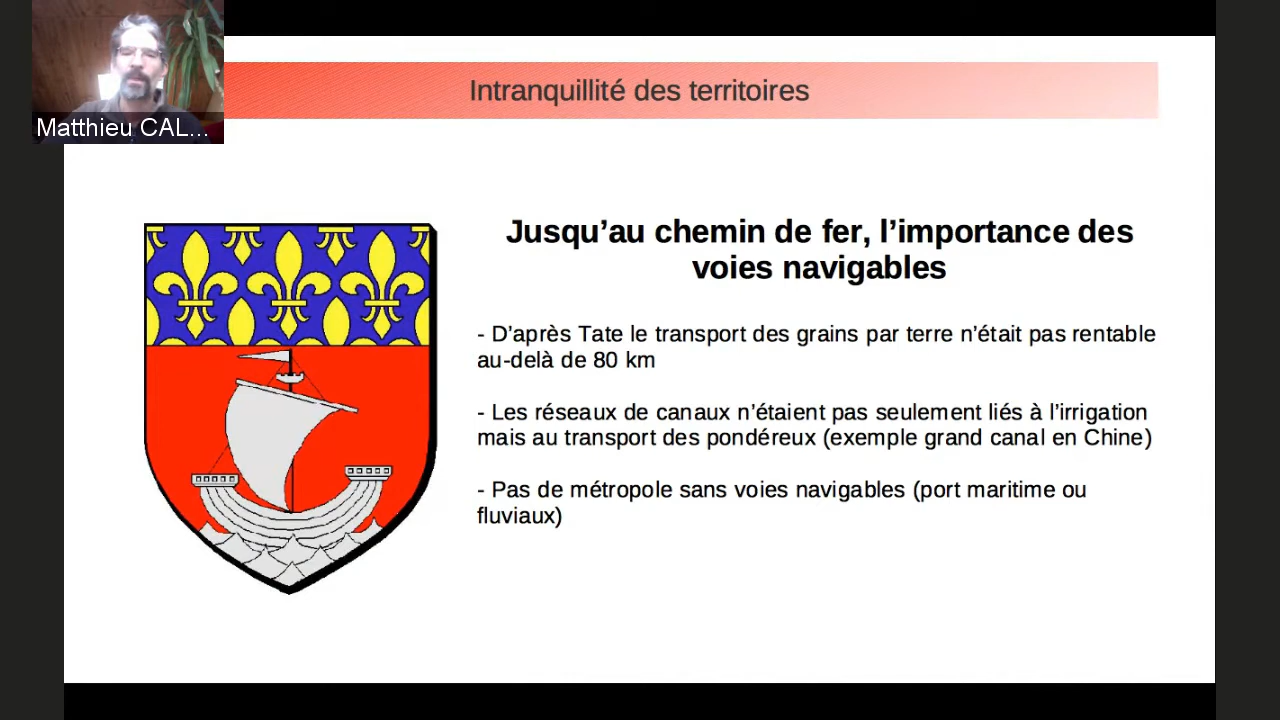 Intranquillité des territoires
Matthieu CAL...
Jusqu’au chemin de fer, l’importance des
voies navigables
- D’après Tate le transport des grains par terre n’était pas rentable
au-delà de 80 km
- Les réseaux de canaux n’étaient pas seulement liés à l’irrigation
mais au transport des pondéreux (exemple grand canal en Chine)
- Pas de métropole sans voies navigables (port maritime ou
fluviaux)